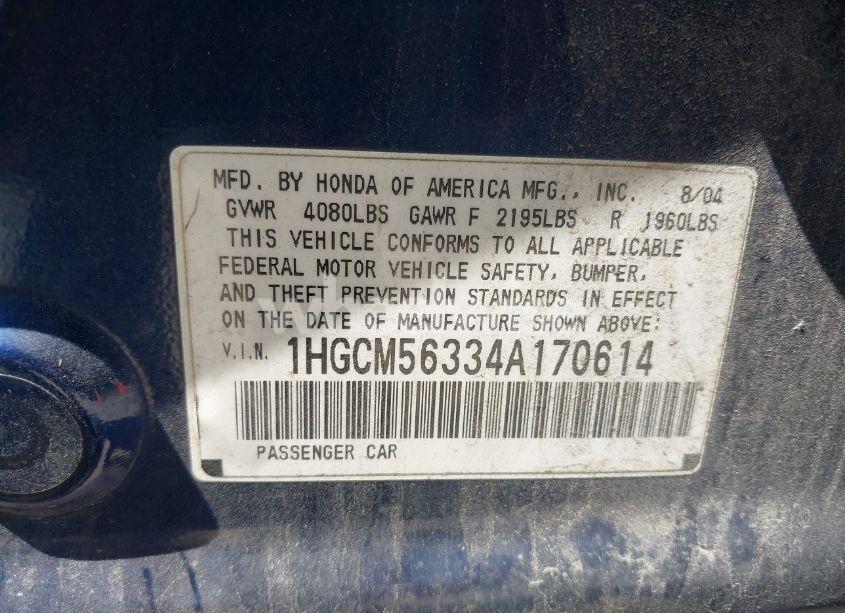 MFD. BY HONDA OF AMERICA MFG., INC. 8/04
GVWR 4080LBS GAWR F 2195LBS R 1960LBS
THIS VEHICLE CONFORMS TO ALL APPLICABLE
FEDERAL MOTOR VEHICLE SAFETY, BUMPER,
AND THEFT PREVENTION STANDARDS IN EFFECT
ON THE DATE OF MANUFACTURE SHOWN ABOVE:
V.I.N. 1HGCM56334A170614
PASSENGER CAR